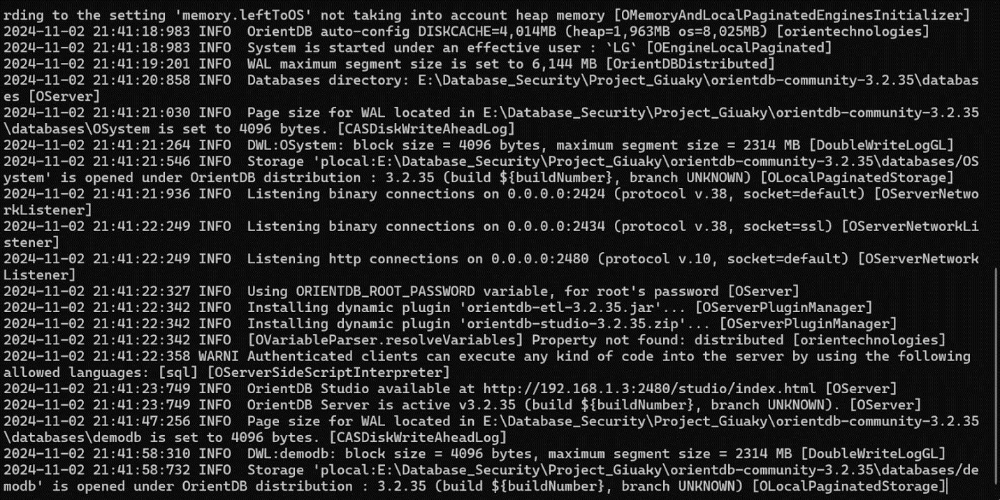 rding to the setting 'memory.leftToOS' not taking into account heap memory [OMemoryAndLocalPaginatedEnginesInitializer]
2024-11-02 21:41:18:983 INFO  OrientDB auto-config DISKCACHE=4,014MB (heap=1,963MB os=8,025MB) [orientechnologies]
2024-11-02 21:41:18:983 INFO  System is started under an effective user : `LG` [OEngineLocalPaginated]
2024-11-02 21:41:19:201 INFO  WAL maximum segment size is set to 6,144 MB [OrientDBDistributed]
2024-11-02 21:41:20:858 INFO  Databases directory: E:\Database_Security\Project_Giuaky\orientdb-community-3.2.35\databas
es [OServer]
2024-11-02 21:41:21:030 INFO  Page size for WAL located in E:\Database_Security\Project_Giuaky\orientdb-community-3.2.35
\databases\OSystem is set to 4096 bytes. [CASDiskWriteAheadLog]
2024-11-02 21:41:21:264 INFO  DWL:OSystem: block size = 4096 bytes, maximum segment size = 2314 MB [DoubleWriteLogGL]
2024-11-02 21:41:21:546 INFO  Storage 'plocal:E:\Database_Security\Project_Giuaky\orientdb-community-3.2.35\databases/OS
ystem' is opened under OrientDB distribution : 3.2.35 (build ${buildNumber}, branch UNKNOWN) [OLocalPaginatedStorage]
2024-11-02 21:41:21:936 INFO  Listening binary connections on 0.0.0.0:2424 (protocol v.38, socket=default) [OServerNetwo
rkListener]
2024-11-02 21:41:22:249 INFO  Listening binary connections on 0.0.0.0:2434 (protocol v.38, socket=ssl) [OServerNetworkLi
stener]
2024-11-02 21:41:22:249 INFO  Listening http connections on 0.0.0.0:2480 (protocol v.10, socket=default) [OServerNetwork
Listener]
2024-11-02 21:41:22:327 INFO  Using ORIENTDB_ROOT_PASSWORD variable, for root's password [OServer]
2024-11-02 21:41:22:342 INFO  Installing dynamic plugin 'orientdb-etl-3.2.35.jar'... [OServerPluginManager]
2024-11-02 21:41:22:342 INFO  Installing dynamic plugin 'orientdb-studio-3.2.35.zip'... [OServerPluginManager]
2024-11-02 21:41:22:342 INFO  [OVariableParser.resolveVariables] Property not found: distributed [orientechnologies]
2024-11-02 21:41:22:358 WARNI Authenticated clients can execute any kind of code into the server by using the following
allowed languages: [sql] [OServerSideScriptInterpreter]
2024-11-02 21:41:23:749 INFO  OrientDB Studio available at http://192.168.1.3:2480/studio/index.html [OServer]
2024-11-02 21:41:23:749 INFO  OrientDB Server is active v3.2.35 (build ${buildNumber}, branch UNKNOWN). [OServer]
2024-11-02 21:41:47:256 INFO  Page size for WAL located in E:\Database_Security\Project_Giuaky\orientdb-community-3.2.35
\databases\demodb is set to 4096 bytes. [CASDiskWriteAheadLog]
2024-11-02 21:41:58:310 INFO  DWL:demodb: block size = 4096 bytes, maximum segment size = 2314 MB [DoubleWriteLogGL]
2024-11-02 21:41:58:732 INFO  Storage 'plocal:E:\Database_Security\Project_Giuaky\orientdb-community-3.2.35\databases/de
modb' is opened under OrientDB distribution : 3.2.35 (build ${buildNumber}, branch UNKNOWN) [OLocalPaginatedStorage]